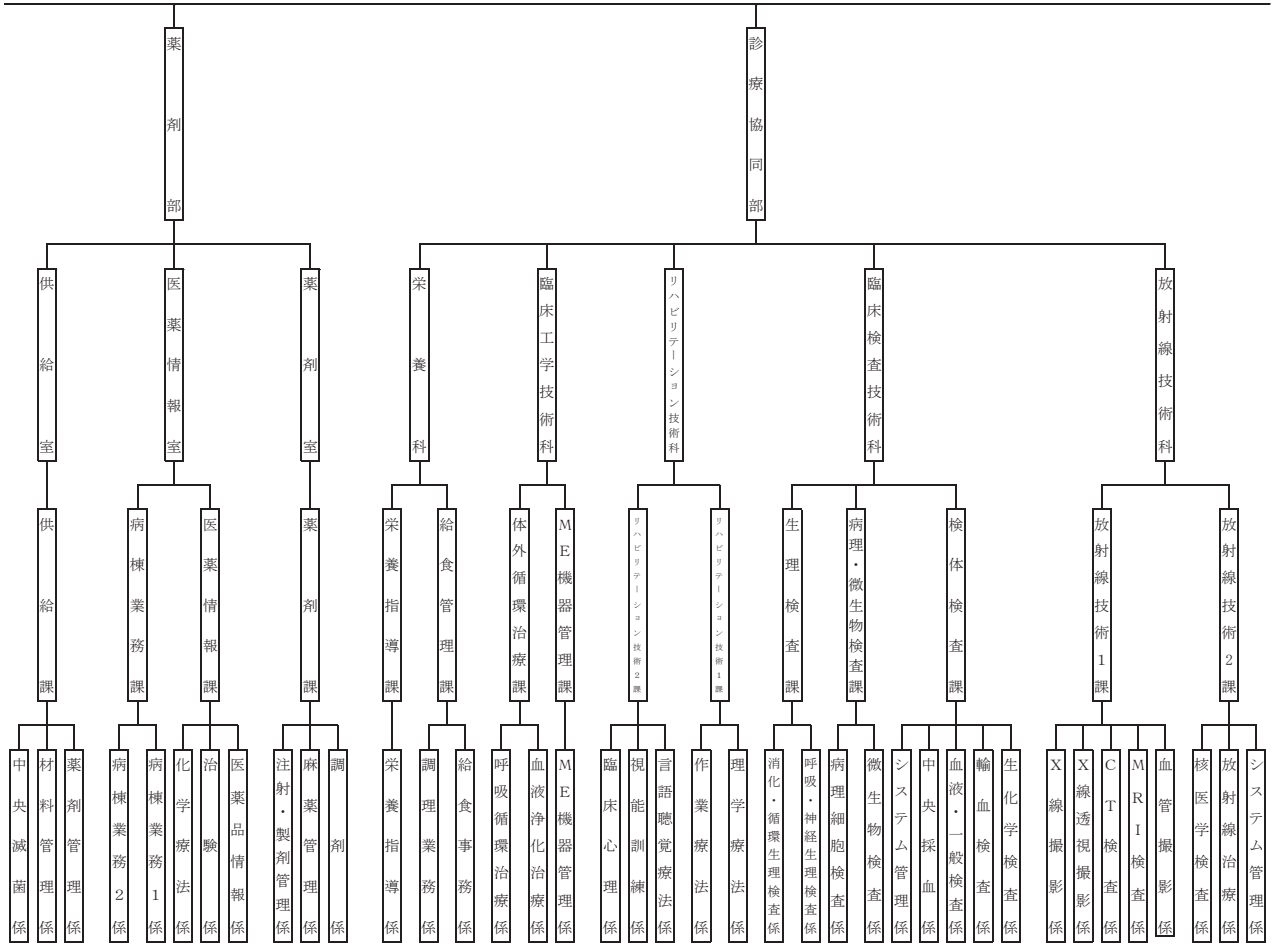 薬剤部
診療協同部
供給室
医薬情報室
薬剤室
栄養科
臨床工学技術科
リハビリテーション技術科
臨床検査技術科
放射線技術科
供給課
病棟業務課
医薬情報課
薬剤課
栄養指導課
給食管理課
体外循環治療課
ME機器管理課
リハビリテーション技術2課
リハビリテーション技術1課
生理検査課
病理・微生物検査課
検体検査課
放射線技術1課
放射線技術2課
中央滅菌係
材料管理係
薬剤管理係
病棟業務2係
病棟業務1係
化学療法係
治験係
医薬品情報係
注射・製剤管理係
麻薬管理係
調剤係
栄養指導係
調理業務係
給食事務係
呼吸循環治療係
血液浄化治療係
ME機器管理係
臨床心理係
視能訓練係
言語聴覚療法係
作業療法係
理学療法係
消化・循環生理検査係
呼吸・神経生理検査係
病理細胞検査係
微生物検査係
システム管理係
中央採血係
血液・一般検査係
輸血検査係
生化学検査係
X線撮影係
X線透視撮影係
CT検査係
MRI検査係
血管撮影係
核医学検査係
放射線治療係
システム管理係